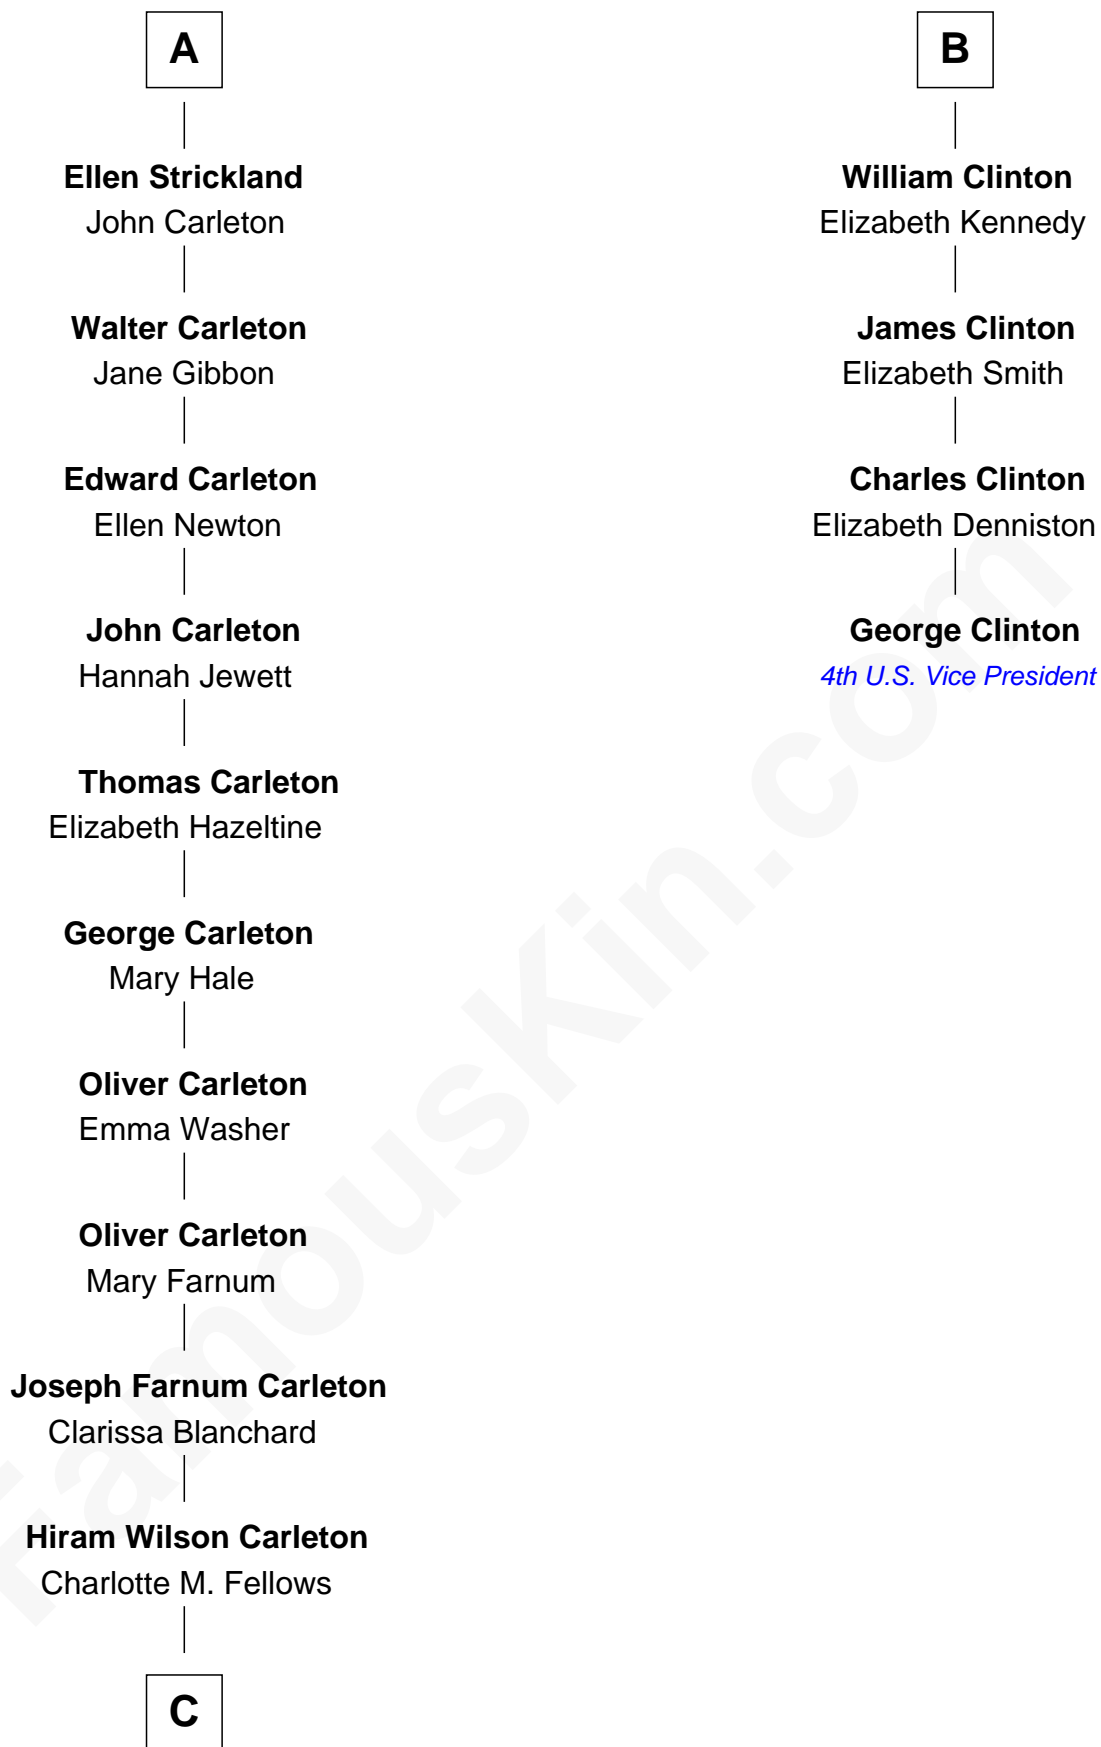 A
Ellen Strickland
John Carleton
Walter Carleton
Jane Gibbon
Edward Carleton
Ellen Newton
John Carleton
Hannah Jewett
Thomas Carleton
Elizabeth Hazeltine
George Carleton
Mary Hale
Oliver Carleton
Emma Washer
Oliver Carleton
Mary Farnum
Joseph Farnum Carleton
Clarissa Blanchard
Hiram Wilson Carleton
Charlotte M. Fellows
C
B
William Clinton
Elizabeth Kennedy
James Clinton
Elizabeth Smith
Charles Clinton
Elizabeth Denniston
George Clinton
4th U.S. Vice President
FamousKin.com